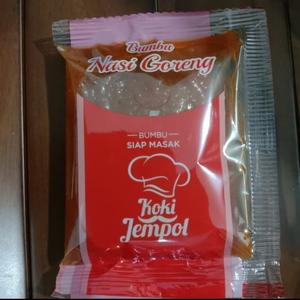 Bumbu
Nasi Goreng
BUMBU
SIAP MASAK
Koki
Jempol